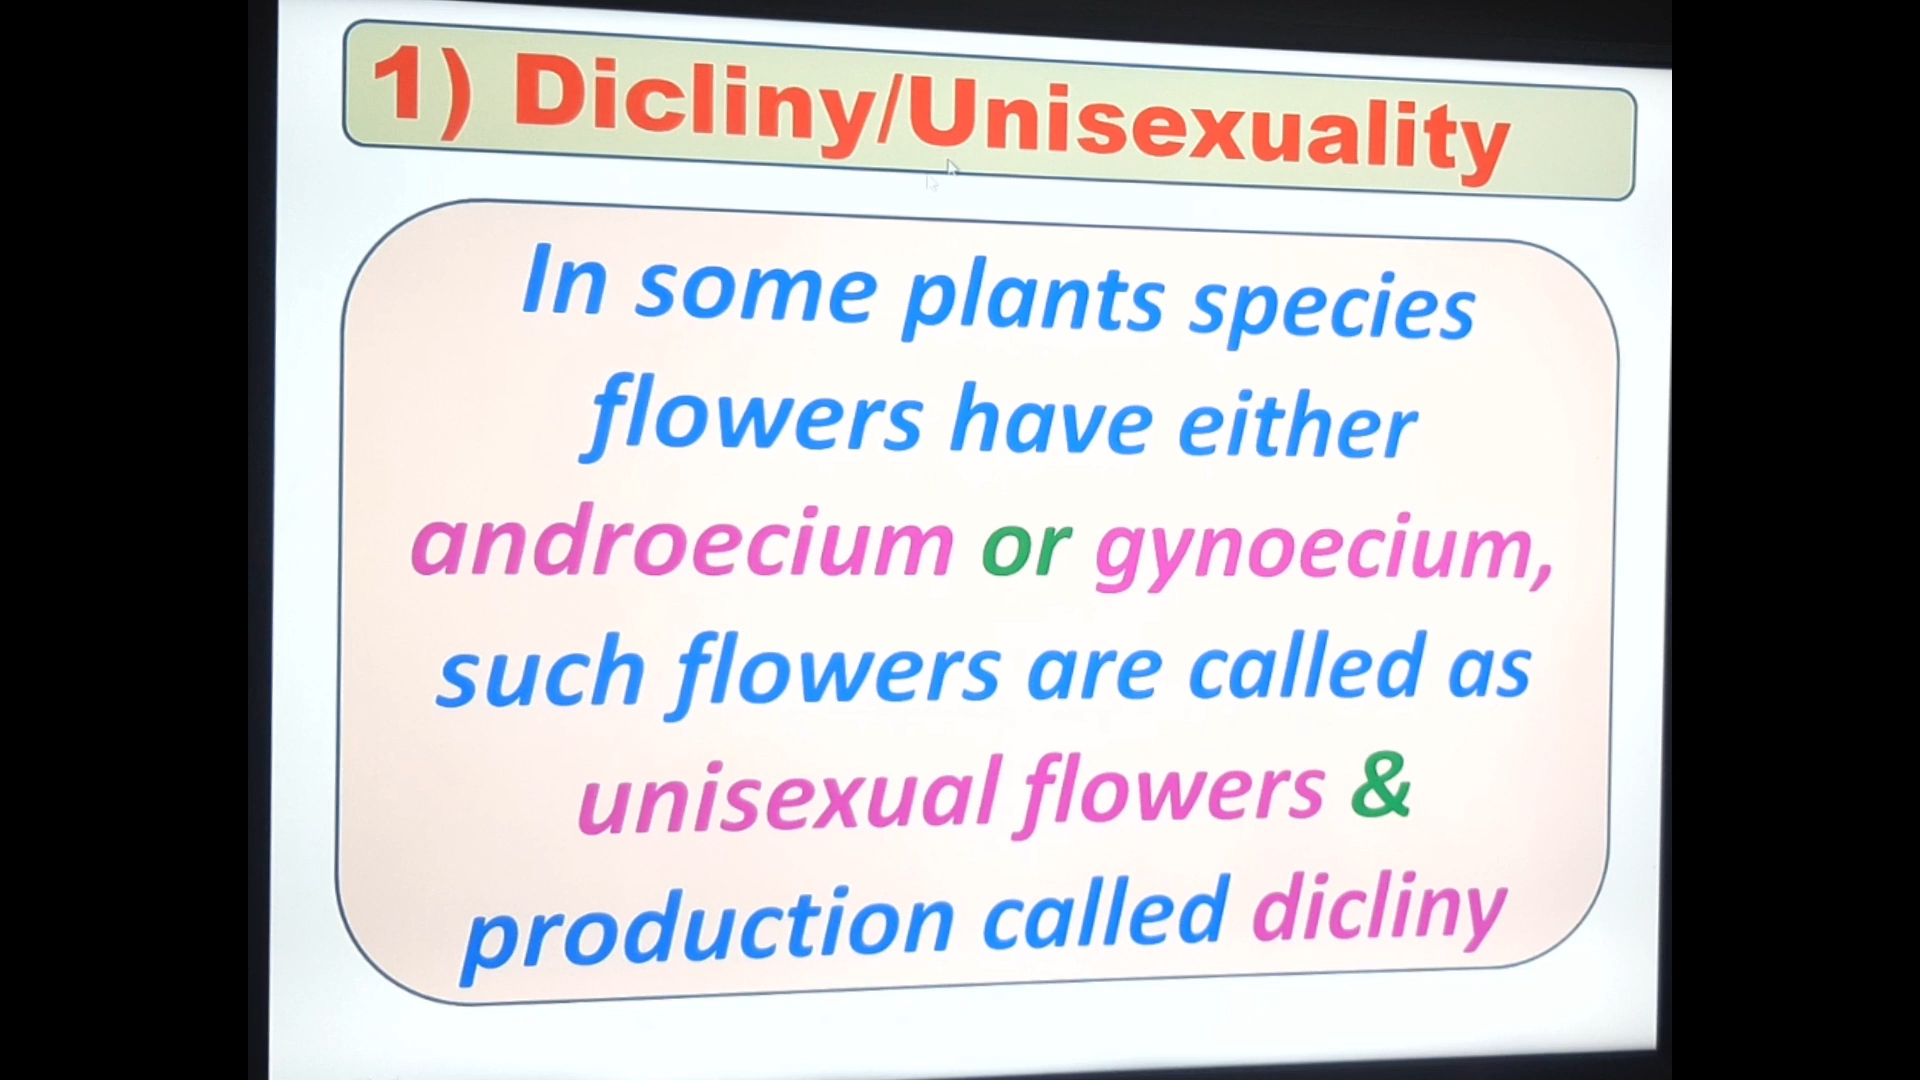 1) Dicliny/Unisexuality
In some plants species
flowers have either
androecium or gynoecium,
such flowers are called as
unisexual flowers &
production called dicliny